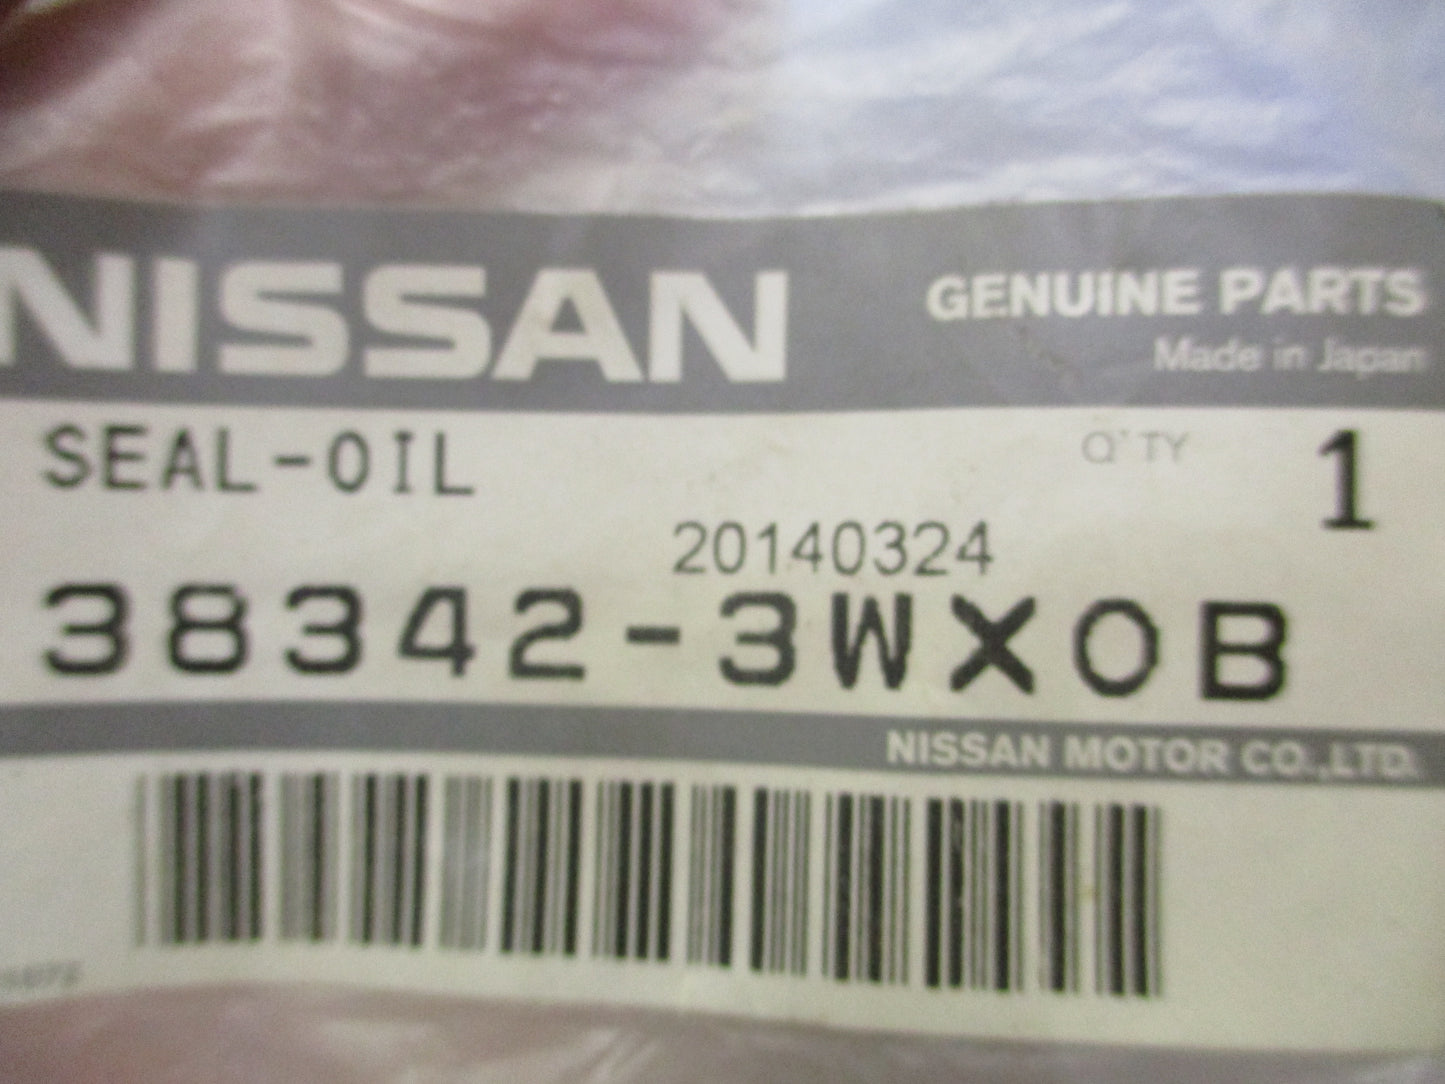 NISSAN
GENUINE PARTS
Made in Japan
SEAL-OIL
Q'TY 1
20140324
38342-3WX0B
NISSAN MOTOR CO.,LTD.